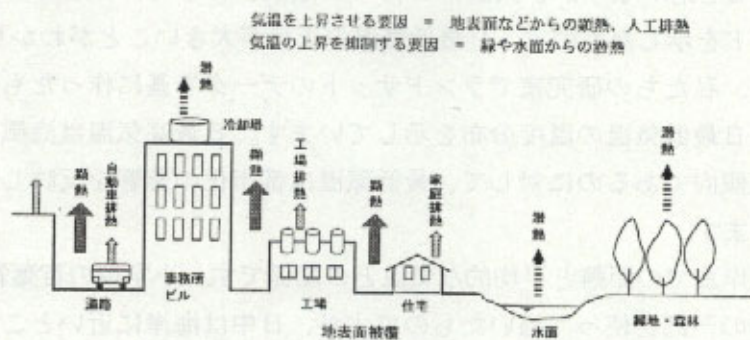 気温を上昇させる要因 = 地表面などからの顕熱、人工排熱
気温の上昇を抑制する要因 = 緑や水面からの潜熱
潜熱
冷却塔
顕熱
自動車排熱
顕熱
工場排熱
顕熱
家庭排熱
潜熱
潜熱
道路
事務所
ビル
工場
住宅
水面
緑地・森林
地表面被覆